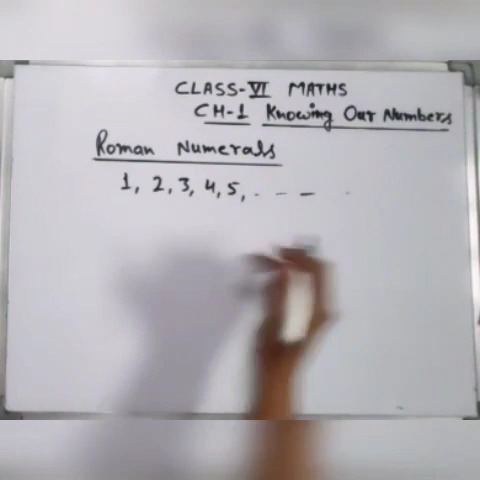 CLASS-VI MATHS
CH-1 Knowing Our Numbers
Roman Numerals
1, 2, 3, 4, 5, . - - -